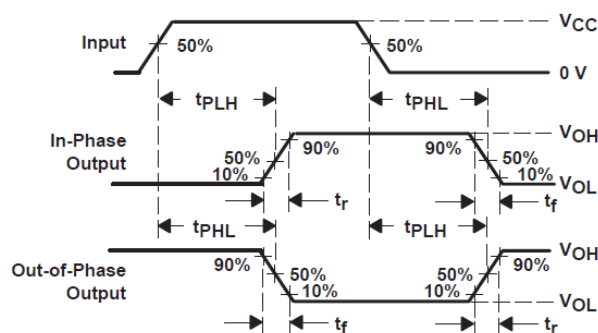 Input
50%
50%
VCC
0 V
tPLH
tPHL
In-Phase
Output
90%
50%
10%
90%
50%
10%
VOH
VOL
tr
tf
tPHL
tPLH
Out-of-Phase
Output
90%
50%
10%
90%
50%
10%
VOH
VOL
tf
tr